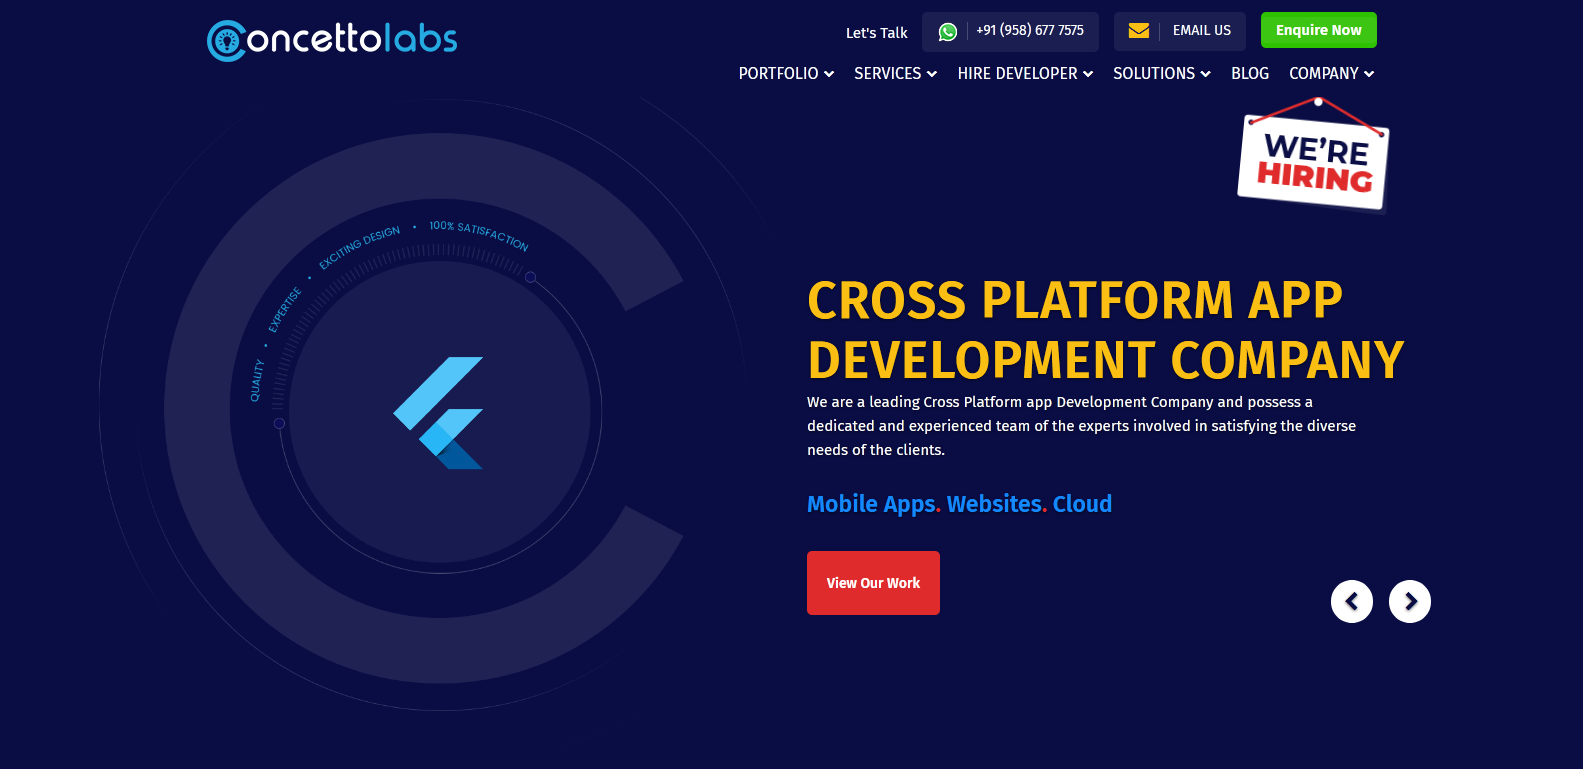 Concettolabs
Let's Talk
+91 (958) 677 7575
EMAIL US
Enquire Now
PORTFOLIO
SERVICES
HIRE DEVELOPER
SOLUTIONS
BLOG
COMPANY
WE'RE
HIRING
QUALITY • EXPERTISE • EXCITING DESIGN • 100% SATISFACTION
CROSS PLATFORM APP
DEVELOPMENT COMPANY
We are a leading Cross Platform app Development Company and possess a
dedicated and experienced team of the experts involved in satisfying the diverse
needs of the clients.
Mobile Apps. Websites. Cloud
View Our Work